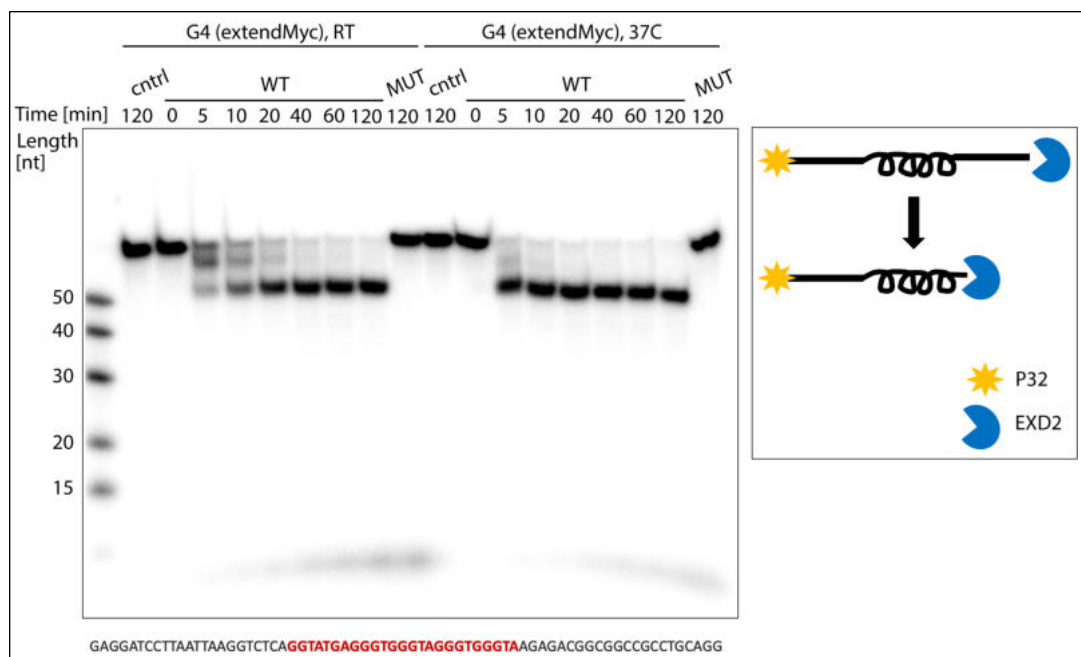 G4 (extendMyc), RT G4 (extendMyc), 37C
cntrl WT MUT cntrl WT MUT
Time [min] 120 0 5 10 20 40 60 120 120 120 0 5 10 20 40 60 120 120
Length
[nt]
50
40
30
20
15
P32
EXD2
GAGGATCCTTAATTAAGGTCTCAGGTATGAGGGTGGGTAGGGTGGGTAAGAGACGGCGGCCGCCTGCAGG